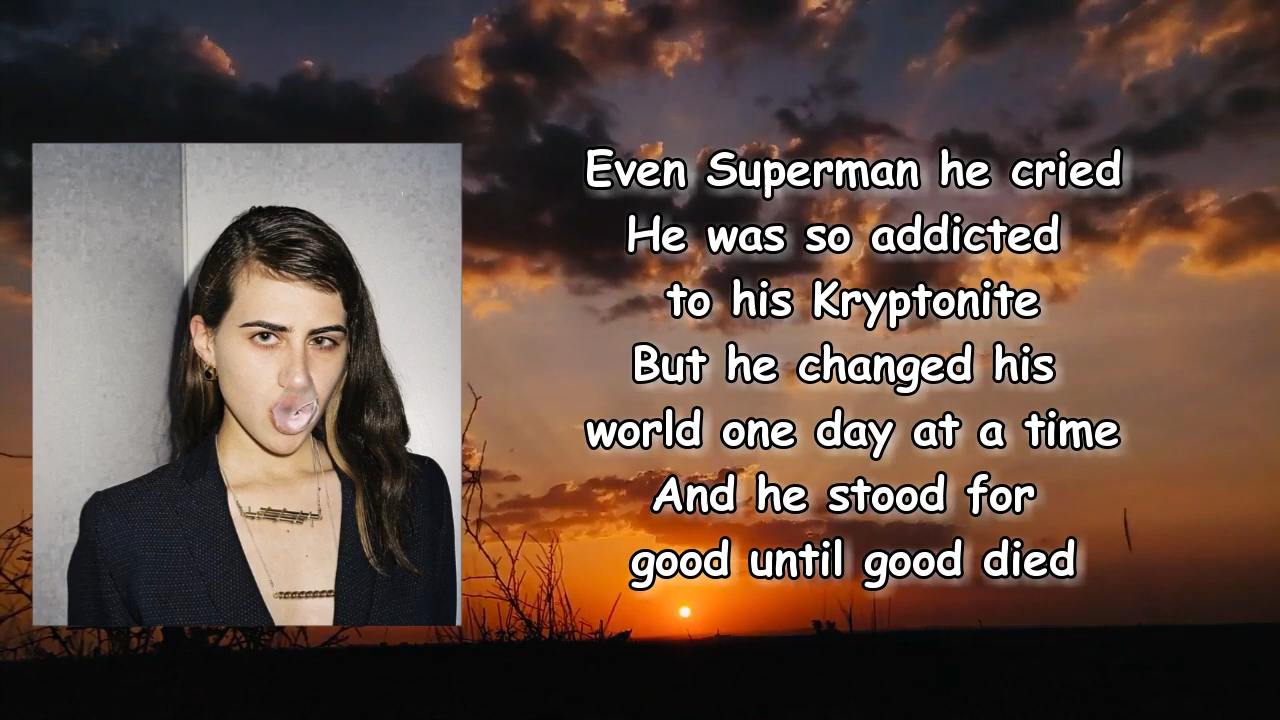 Even Superman he cried
He was so addicted
to his Kryptonite
But he changed his
world one day at a time
And he stood for
good until good died